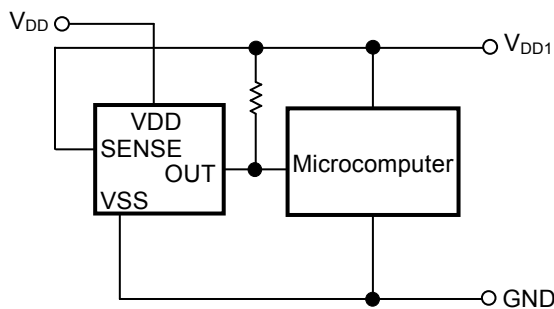 VDD
VDD1
VDD
SENSE
OUT
Microcomputer
VSS
GND